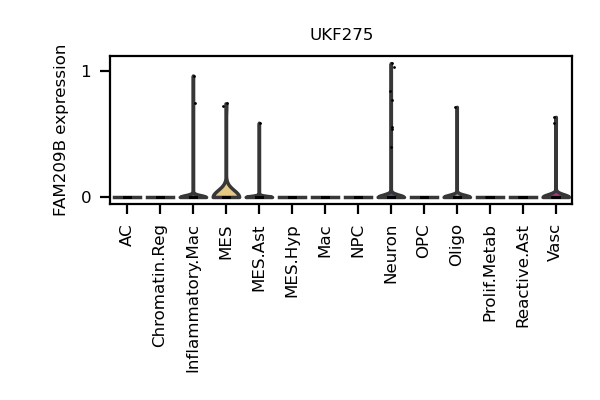 UKF275
FAM209B expression
1
0
AC
Chromatin.Reg
Inflammatory.Mac
MES
MES.Ast
MES.Hyp
Mac
NPC
Neuron
OPC
Oligo
Prolif.Metab
Reactive.Ast
Vasc